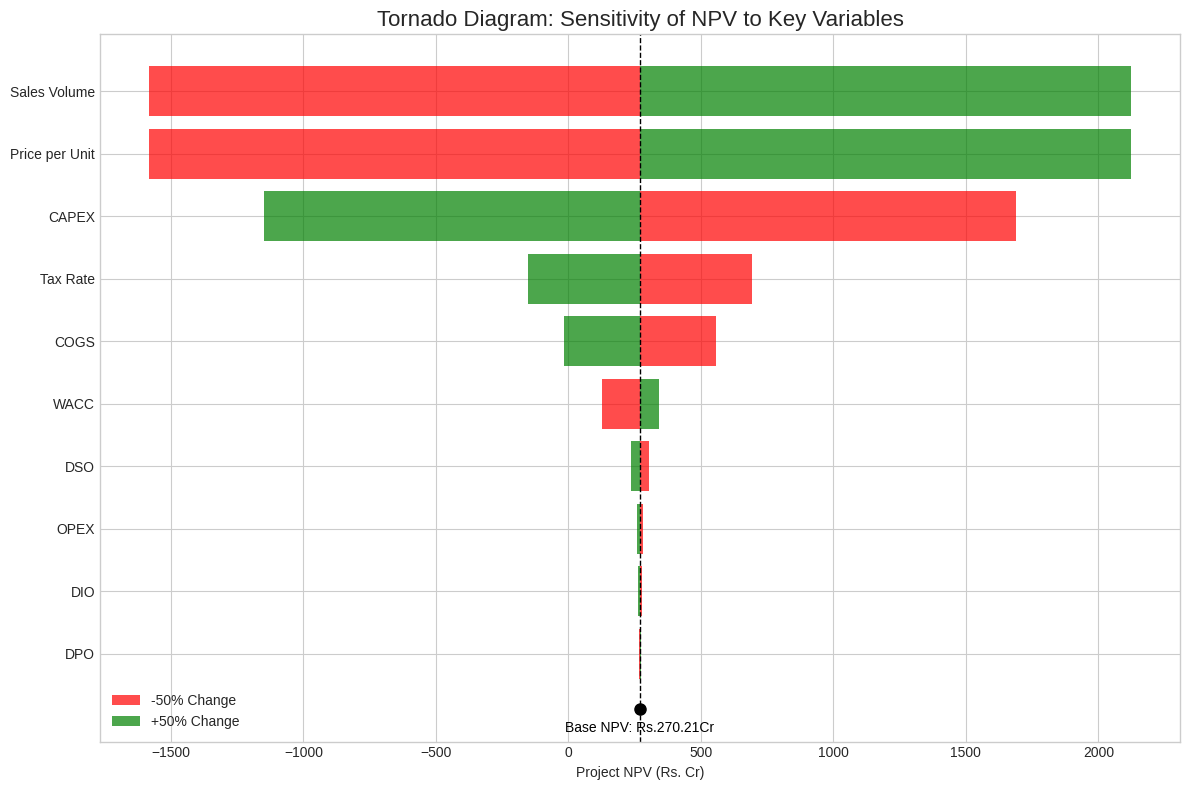 Tornado Diagram: Sensitivity of NPV to Key Variables
Sales Volume
Price per Unit
CAPEX
Tax Rate
COGS
WACC
DSO
OPEX
DIO
DPO
-50% Change
+50% Change
Base NPV: Rs.270.21Cr
−1500 −1000 −500 0 500 1000 1500 2000
Project NPV (Rs. Cr)